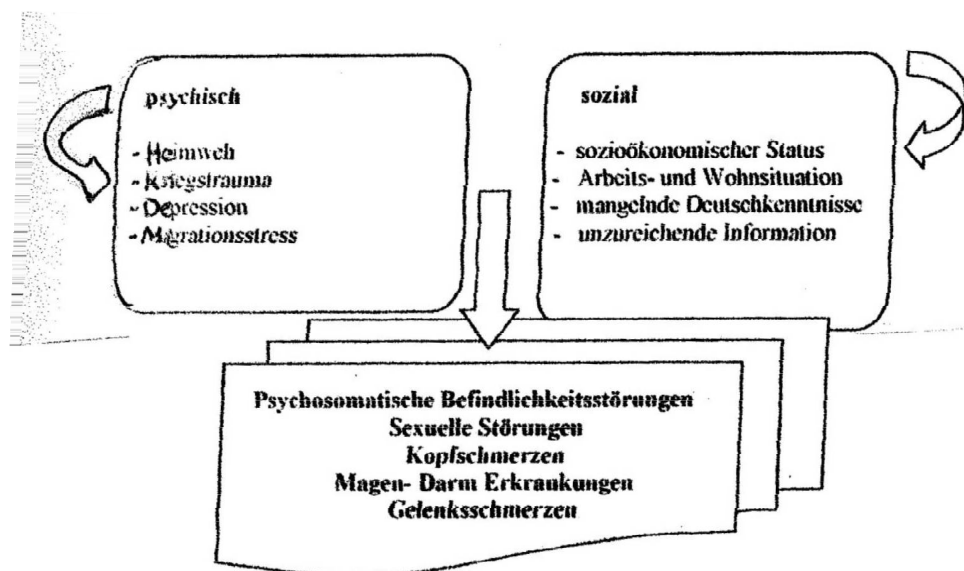 psychisch
- Heimweh
- Kriegstrauma
- Depression
- Migrationsstress
sozial
- sozioökonomischer Status
- Arbeits- und Wohnsituation
- mangelnde Deutschkenntnisse
- unzureichende Information
Psychosomatische Befindlichkeitsstörungen
Sexuelle Störungen
Kopfschmerzen
Magen- Darm Erkrankungen
Gelenksschmerzen